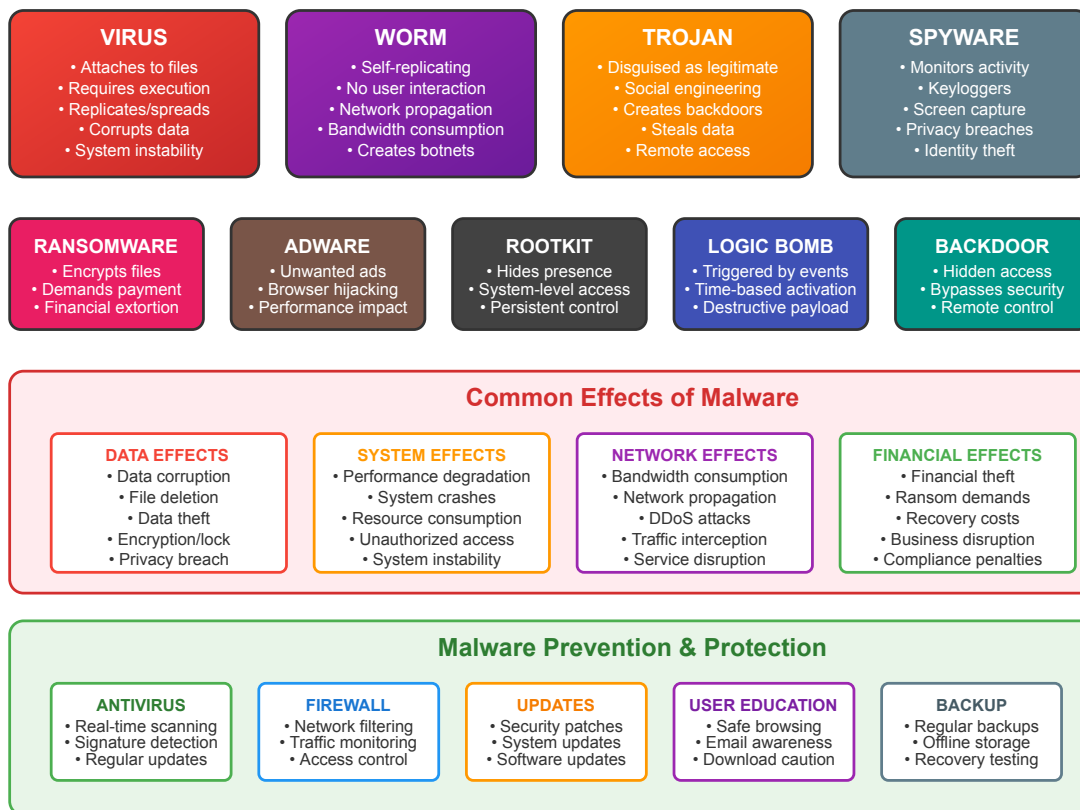 VIRUS
• Attaches to files
• Requires execution
• Replicates/spreads
• Corrupts data
• System instability
WORM
• Self-replicating
• No user interaction
• Network propagation
• Bandwidth consumption
• Creates botnets
TROJAN
• Disguised as legitimate
• Social engineering
• Creates backdoors
• Steals data
• Remote access
SPYWARE
• Monitors activity
• Keyloggers
• Screen capture
• Privacy breaches
• Identity theft
RANSOMWARE
• Encrypts files
• Demands payment
• Financial extortion
ADWARE
• Unwanted ads
• Browser hijacking
• Performance impact
ROOTKIT
• Hides presence
• System-level access
• Persistent control
LOGIC BOMB
• Triggered by events
• Time-based activation
• Destructive payload
BACKDOOR
• Hidden access
• Bypasses security
• Remote control
Common Effects of Malware
DATA EFFECTS
• Data corruption
• File deletion
• Data theft
• Encryption/lock
• Privacy breach
SYSTEM EFFECTS
• Performance degradation
• System crashes
• Resource consumption
• Unauthorized access
• System instability
NETWORK EFFECTS
• Bandwidth consumption
• Network propagation
• DDoS attacks
• Traffic interception
• Service disruption
FINANCIAL EFFECTS
• Financial theft
• Ransom demands
• Recovery costs
• Business disruption
• Compliance penalties
Malware Prevention & Protection
ANTIVIRUS
• Real-time scanning
• Signature detection
• Regular updates
FIREWALL
• Network filtering
• Traffic monitoring
• Access control
UPDATES
• Security patches
• System updates
• Software updates
USER EDUCATION
• Safe browsing
• Email awareness
• Download caution
BACKUP
• Regular backups
• Offline storage
• Recovery testing